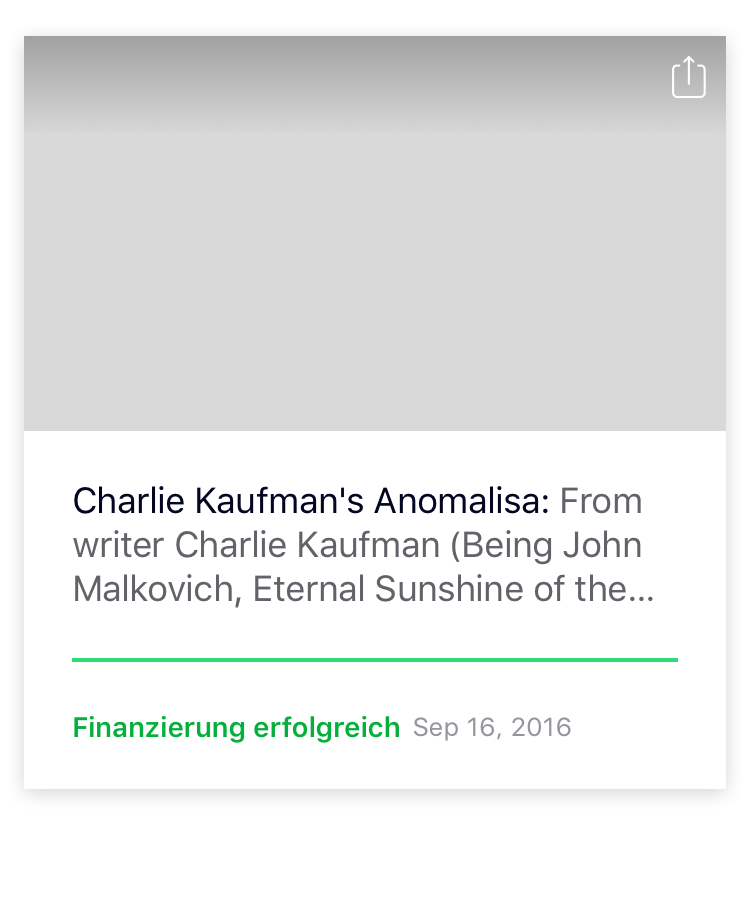 Charlie Kaufman's Anomalisa: From
writer Charlie Kaufman (Being John
Malkovich, Eternal Sunshine of the...
Finanzierung erfolgreich Sep 16, 2016